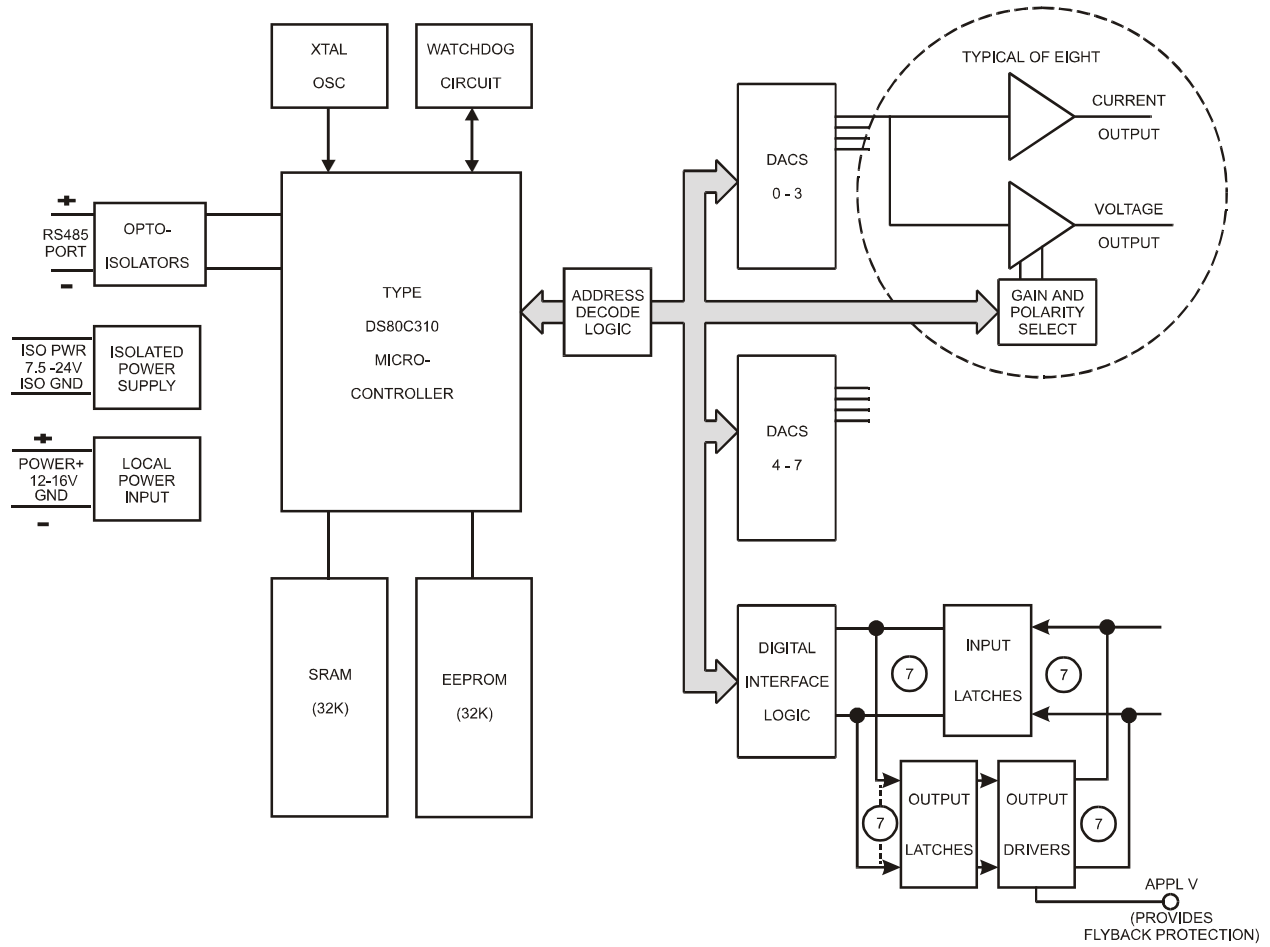 XTAL
OSC
WATCHDOG
CIRCUIT
TYPICAL OF EIGHT
CURRENT
OUTPUT
DACS
0 - 3
VOLTAGE
OUTPUT
GAIN AND
POLARITY
SELECT
+
RS485
PORT
-
OPTO-
ISOLATORS
TYPE
DS80C310
MICRO-
CONTROLLER
ADDRESS
DECODE
LOGIC
ISO PWR
7.5 -24V
ISO GND
ISOLATED
POWER
SUPPLY
+
POWER+
12-16V
GND
-
LOCAL
POWER
INPUT
DACS
4 - 7
SRAM
(32K)
EEPROM
(32K)
DIGITAL
INTERFACE
LOGIC
7
INPUT
LATCHES
7
7
OUTPUT
LATCHES
OUTPUT
DRIVERS
7
APPL V
(PROVIDES
FLYBACK PROTECTION)